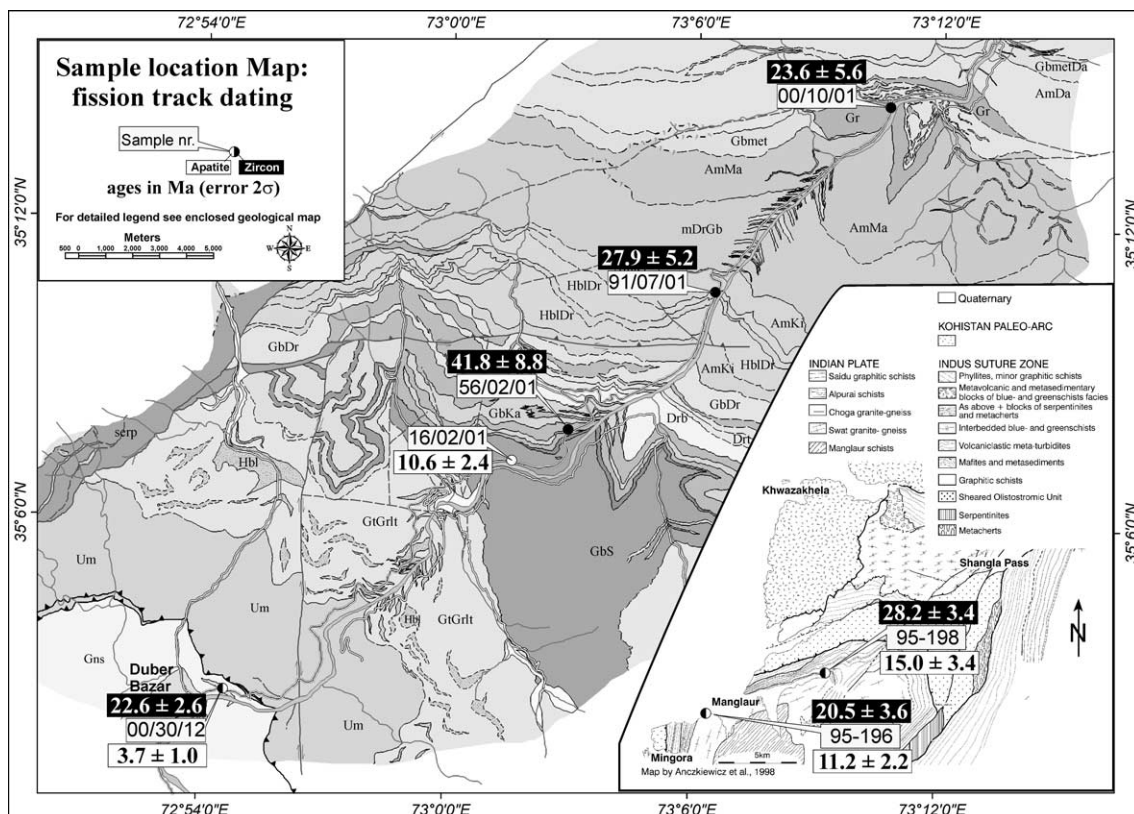 72°54'0"E
73°0'0"E
73°6'0"E
73°12'0"E
Sample location Map:
fission track dating
Sample nr.
Apatite
Zircon
ages in Ma (error 2σ)
For detailed legend see enclosed geological map
Meters
500 0 1,000 2,000 3,000 4,000 5,000
N
W E
S
35°12'0"N
35°12'0"N
35°6'0"N
35°6'0"N
23.6 ± 5.6
00/10/01
Gr
Gr
GbmetDa
AmDa
Gbmet
AmMa
mDrGb
AmMa
27.9 ± 5.2
91/07/01
HblDr
HblDr
AmKi
HblDr
AmKi
GbDr
GbDr
41.8 ± 8.8
56/02/01
GbKa
Drb
Drt
16/02/01
10.6 ± 2.4
serp
Hbl
GtGrlt
GbS
Um
Um
Hbl
GtGrlt
Gns
Duber
Bazar
22.6 ± 2.6
00/30/12
3.7 ± 1.0
Um
Quaternary
KOHISTAN PALEO-ARC
INDIAN PLATE
Saidu graphitic schists
Alpurai schists
Choga granite-gneiss
Swat granite- gneiss
Manglaur schists
INDUS SUTURE ZONE
Phyllites, minor graphitic schists
Metavolcanic and metasedimentary
blocks of blue- and greenschists facies
As above + blocks of serpentinites
and metacherts
Interbedded blue- and greenschists
Volcaniclastic meta-turbidites
Mafites and metasediments
Graphitic schists
Sheared Olistostromic Unit
Serpentinites
Metacherts
Khwazakhela
Shangla Pass
28.2 ± 3.4
95-198
15.0 ± 3.4
N
Manglaur
20.5 ± 3.6
95-196
11.2 ± 2.2
Mingora
5km
Map by Anczkiewicz et al., 1998
72°54'0"E
73°0'0"E
73°6'0"E
73°12'0"E